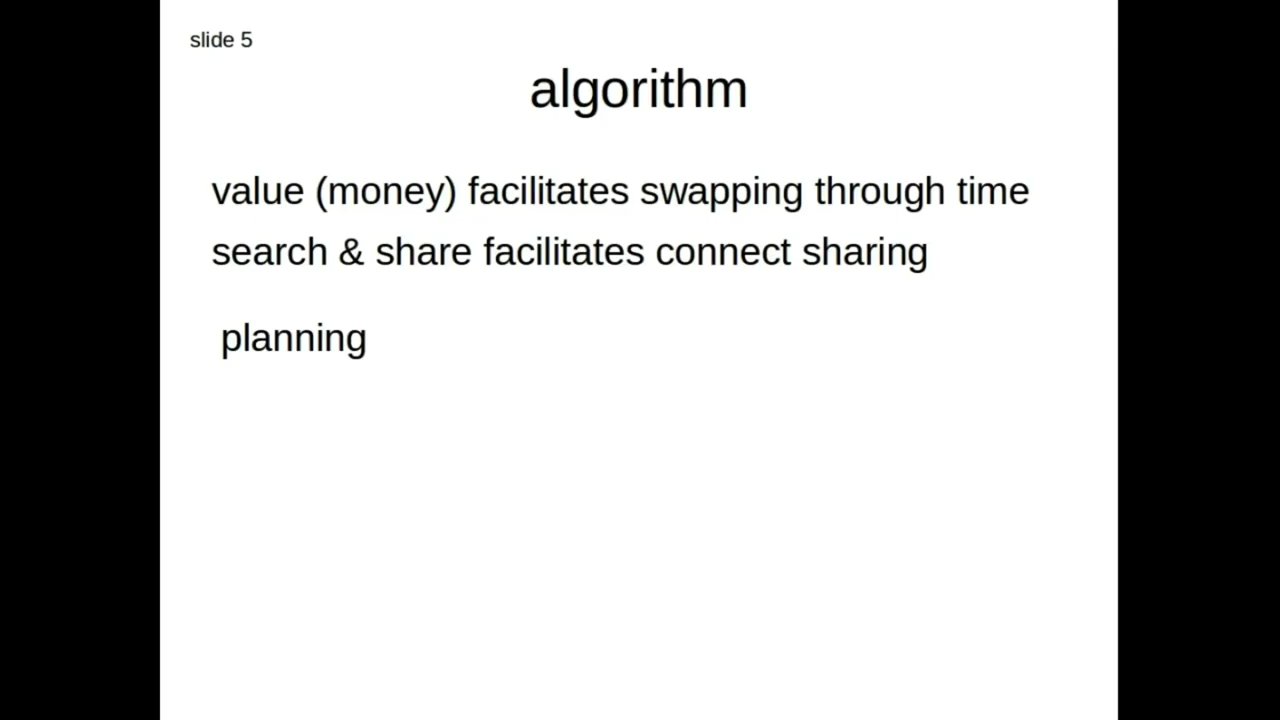 slide 5
algorithm
value (money) facilitates swapping through time
search & share facilitates connect sharing
planning